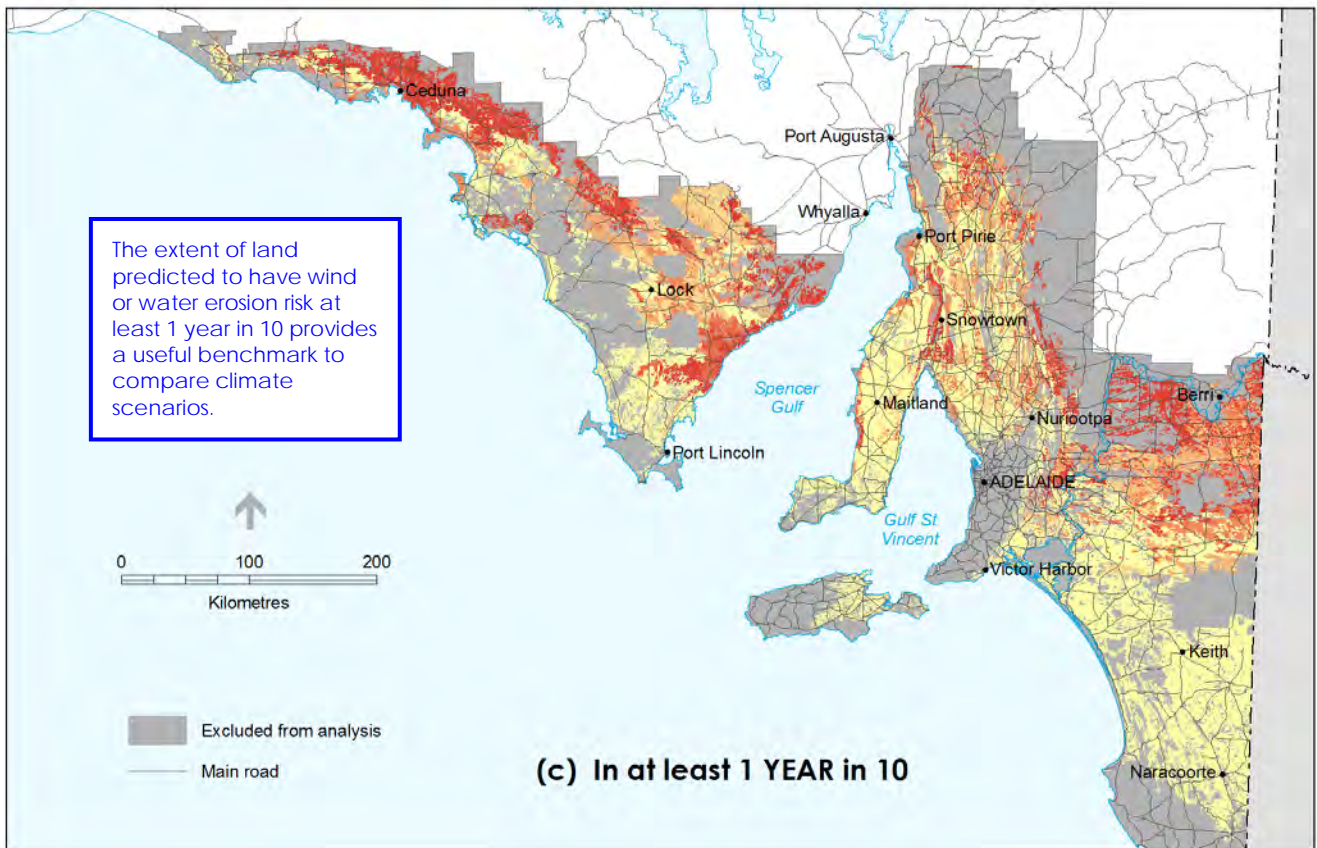 Ceduna
Port Augusta
Whyalla
Port Pirie
The extent of land
predicted to have wind
or water erosion risk at
least 1 year in 10 provides
a useful benchmark to
compare climate
scenarios.
Lock
Snowtown
Spencer
Gulf
Maitland
Berri
Nuriootpa
Port Lincoln
ADELAIDE
Gulf St
Vincent
Victor Harbor
0 100 200
Kilometres
Keith
Excluded from analysis
Main road
(c) In at least 1 YEAR in 10
Naracoorte